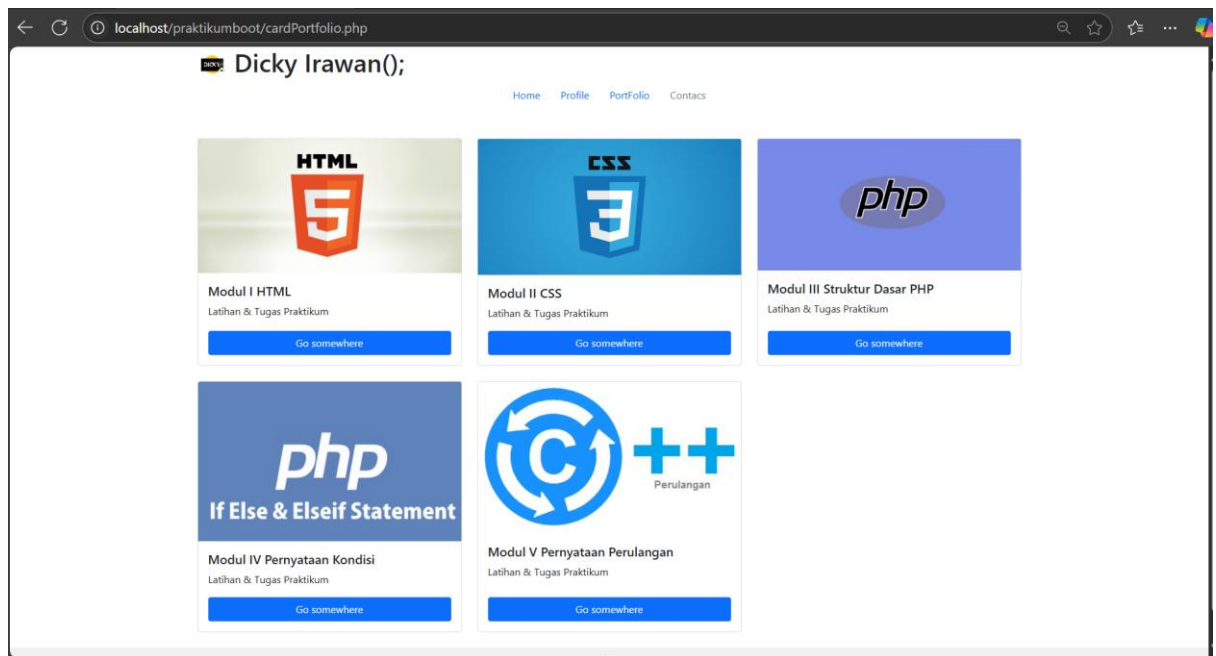 localhost/praktikumboot/cardPortfolio.php
DICKY
Dicky Irawan();
Home Profile PortFolio Contacs
HTML
5
CSS
3
php
Modul I HTML
Latihan & Tugas Praktikum
Go somewhere
Modul II CSS
Latihan & Tugas Praktikum
Go somewhere
Modul III Struktur Dasar PHP
Latihan & Tugas Praktikum
Go somewhere
php
If Else & Elseif Statement
C ++
Perulangan
Modul IV Pernyataan Kondisi
Latihan & Tugas Praktikum
Go somewhere
Modul V Pernyataan Perulangan
Latihan & Tugas Praktikum
Go somewhere